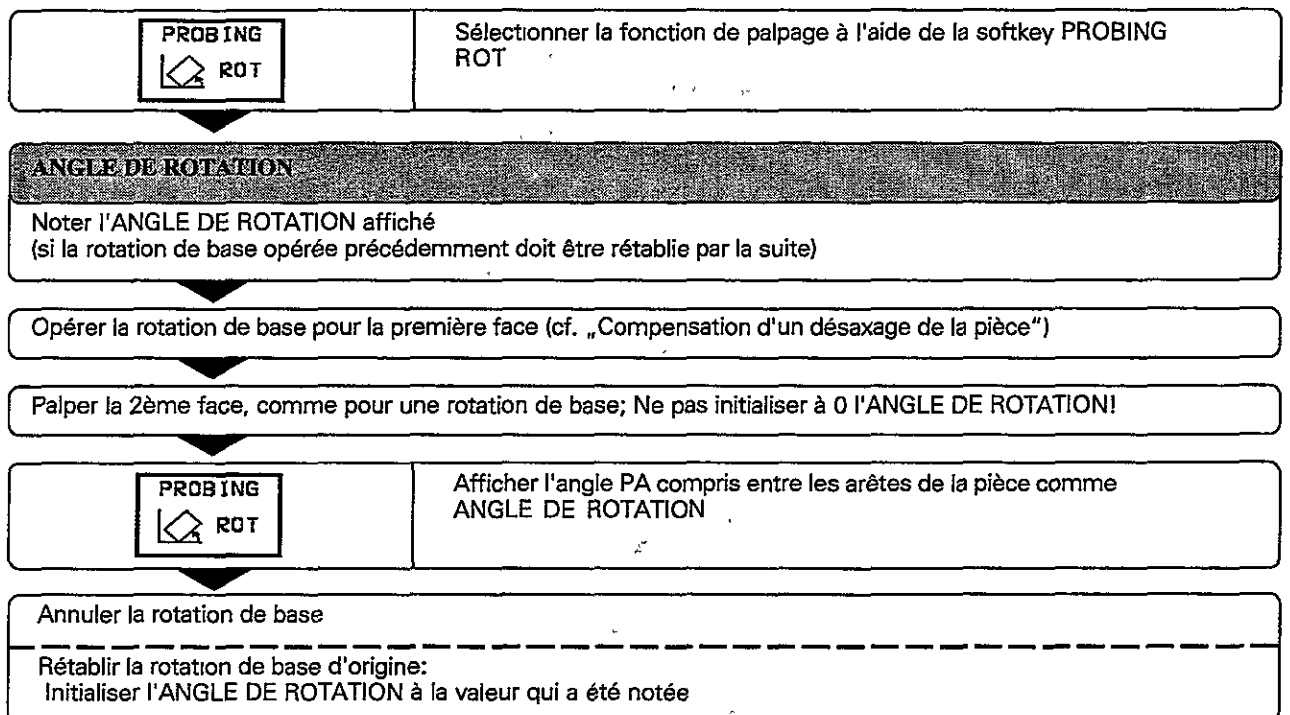 PROBING
ROT
Sélectionner la fonction de palpage à l'aide de la softkey PROBING
ROT
ANGLE DE ROTATION
Noter l'ANGLE DE ROTATION affiché
(si la rotation de base opérée précédemment doit être rétablie par la suite)
Opérer la rotation de base pour la première face (cf. „Compensation d'un désaxage de la pièce")
Palper la 2ème face, comme pour une rotation de base; Ne pas initialiser à 0 l'ANGLE DE ROTATION!
PROBING
ROT
Afficher l'angle PA compris entre les arêtes de la pièce comme
ANGLE DE ROTATION
Annuler la rotation de base
Rétablir la rotation de base d'origine:
Initialiser l'ANGLE DE ROTATION à la valeur qui a été notée